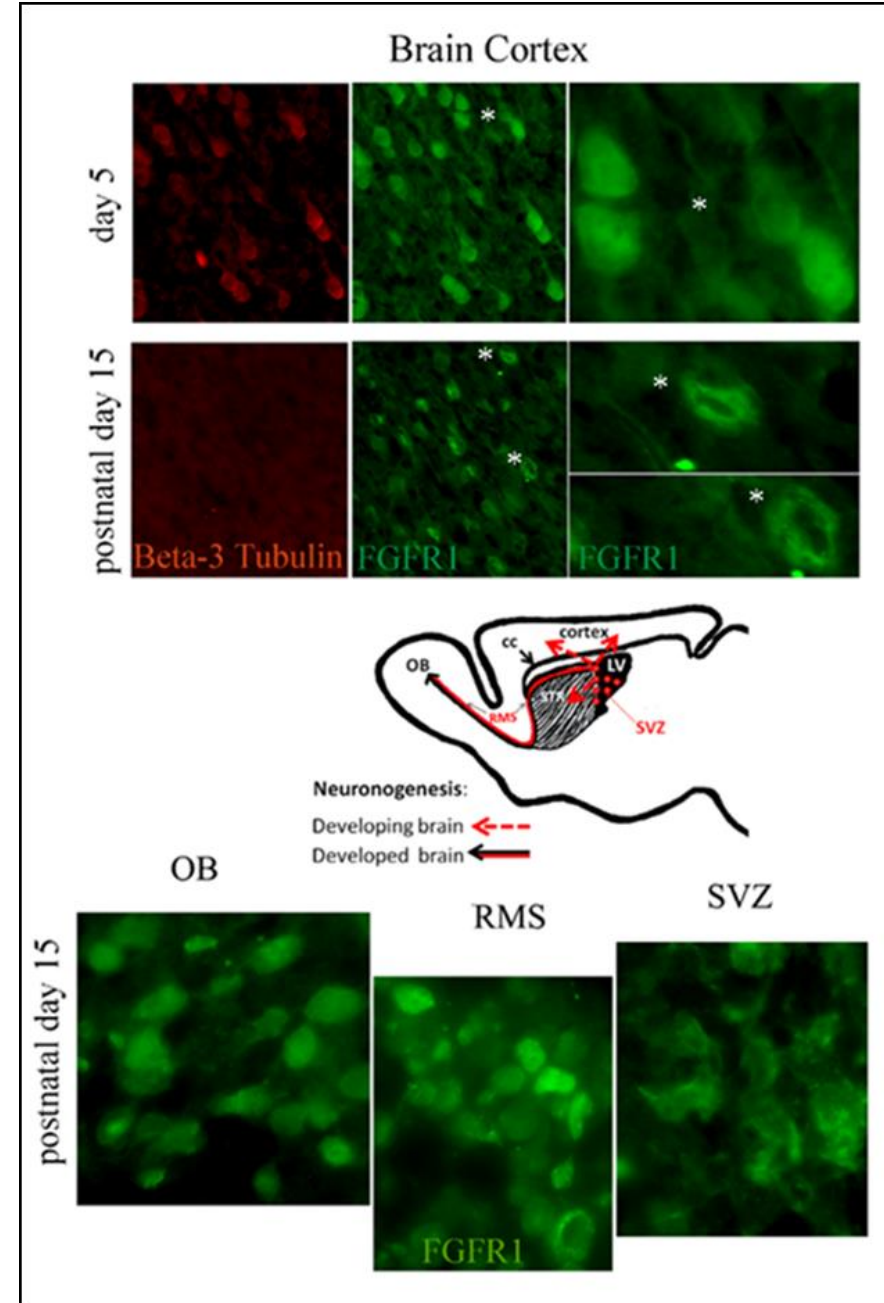 Brain Cortex
day 5
*
*
postnatal day 15
*
*
*
*
Beta-3 Tubulin
FGFR1
FGFR1
cortex
cc
OB
LV
STR
RMS
SVZ
Neuronogenesis:
Developing brain
Developed brain
OB
RMS
SVZ
postnatal day 15
FGFR1